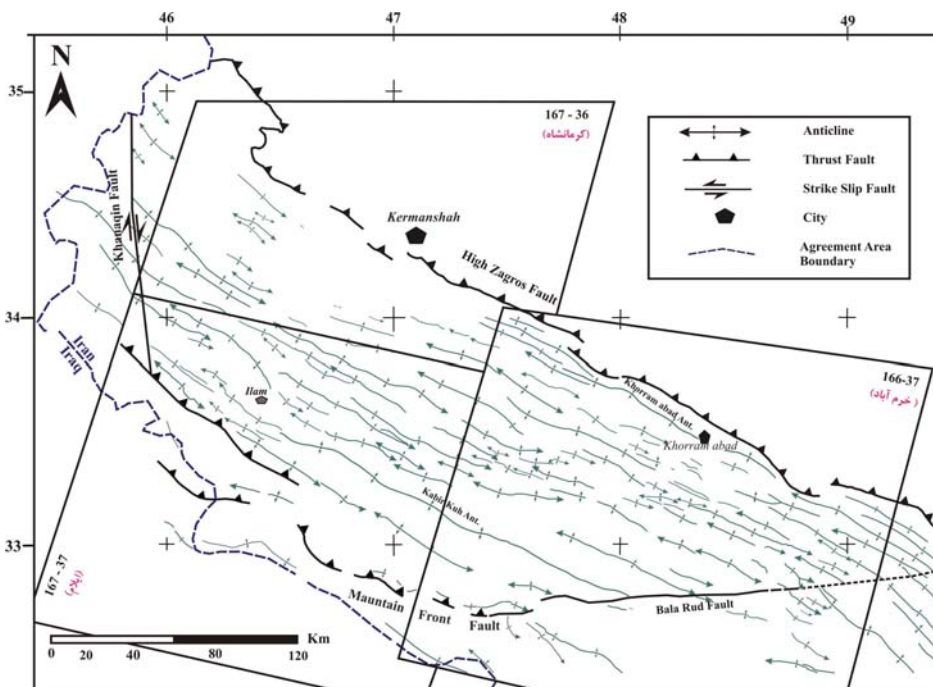 46
47
48
49
N
35
34
33
167 - 36
(کرمانشاه)
Anticline
Thrust Fault
Strike Slip Fault
City
Agreement Area
Boundary
Khanaqin Fault
Kermanshah
High Zagros Fault
Iran
Iraq
Ilam
Khorram abad Ant.
Khorram abad
166-37
(خرم آباد)
Kabir Kuh Ant.
167 - 37
(ایلام)
Mauntain Front Fault
Bala Rud Fault
Km
0 20 40 60 80 120